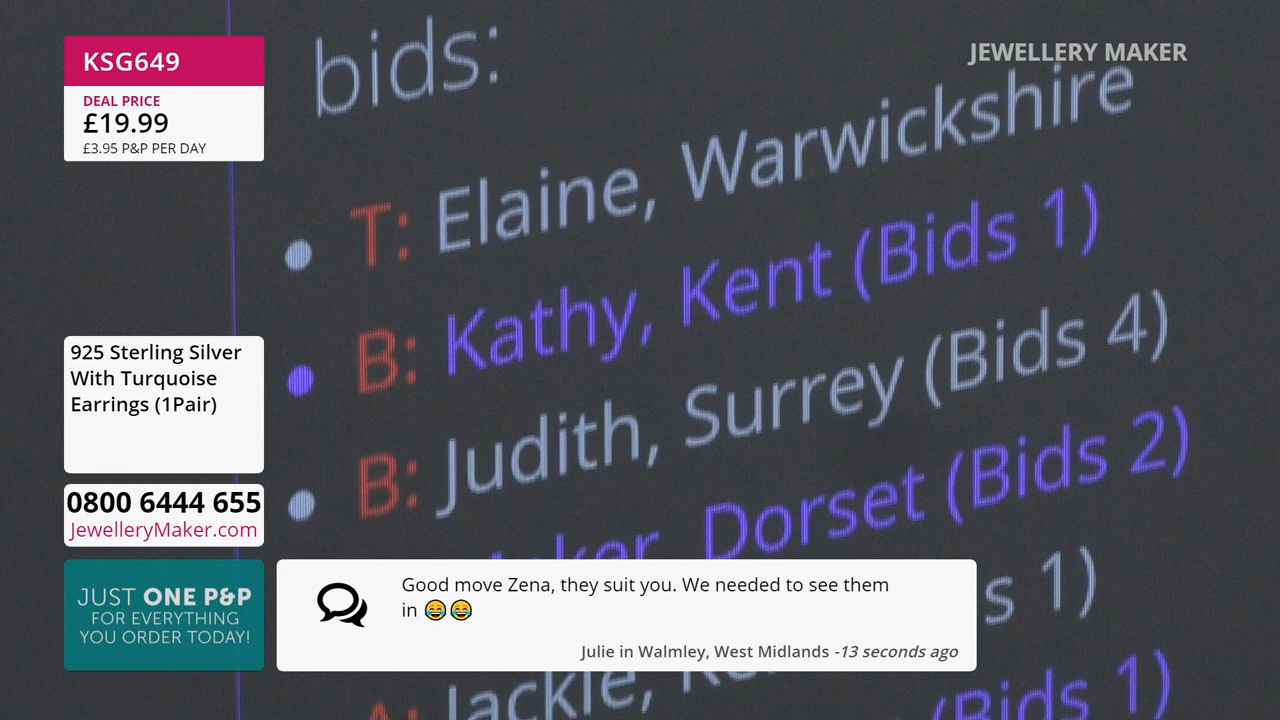 KSG649
DEAL PRICE
£19.99
£3.95 P&P PER DAY
JEWELLERY MAKER
bids:
T: Elaine, Warwickshire
B: Kathy, Kent (Bids 1)
B: Judith, Surrey (Bids 4)
Dorset (Bids 2)
s 1)
A: Jackie,
(Bids 1)
925 Sterling Silver
With Turquoise
Earrings (1Pair)
0800 6444 655
JewelleryMaker.com
JUST ONE P&P
FOR EVERYTHING
YOU ORDER TODAY!
Good move Zena, they suit you. We needed to see them
in 😂😂
Julie in Walmley, West Midlands -13 seconds ago